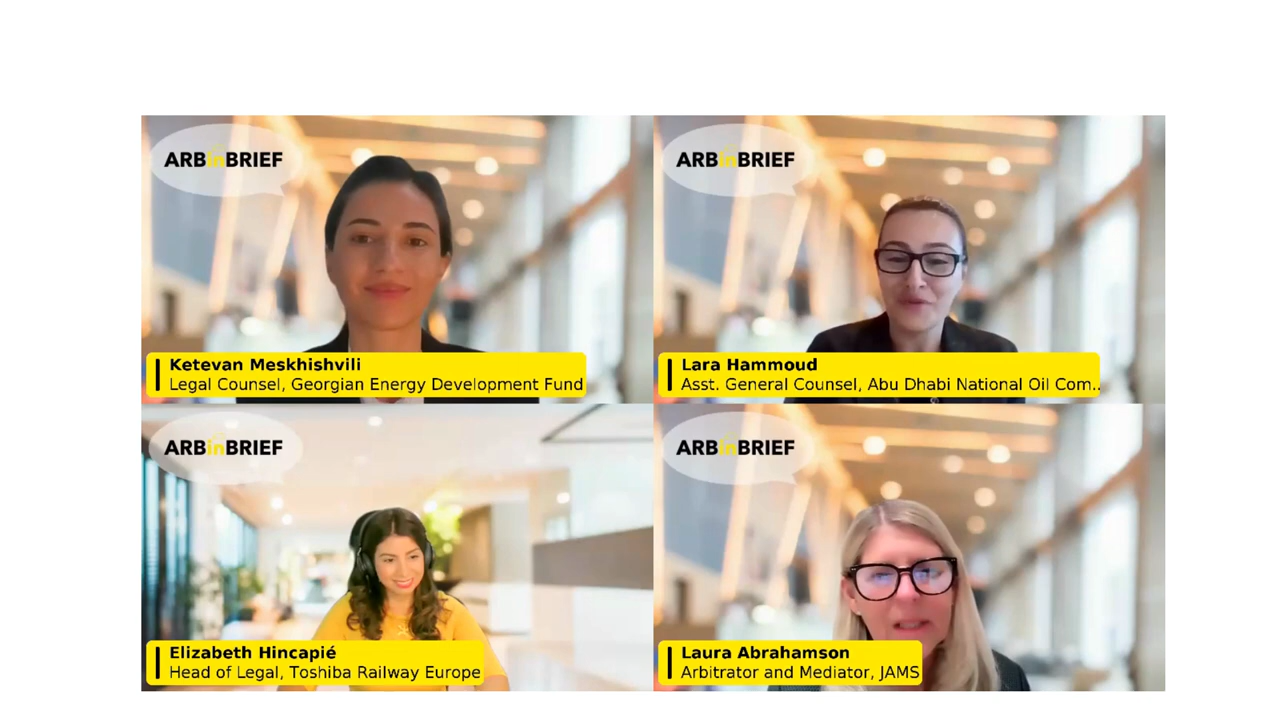 ARBinBRIEF
Ketevan Meskhishvili
Legal Counsel, Georgian Energy Development Fund
ARBinBRIEF
Lara Hammoud
Asst. General Counsel, Abu Dhabi National Oil Com..
ARBinBRIEF
Elizabeth Hincapié
Head of Legal, Toshiba Railway Europe
ARBinBRIEF
Laura Abrahamson
Arbitrator and Mediator, JAMS